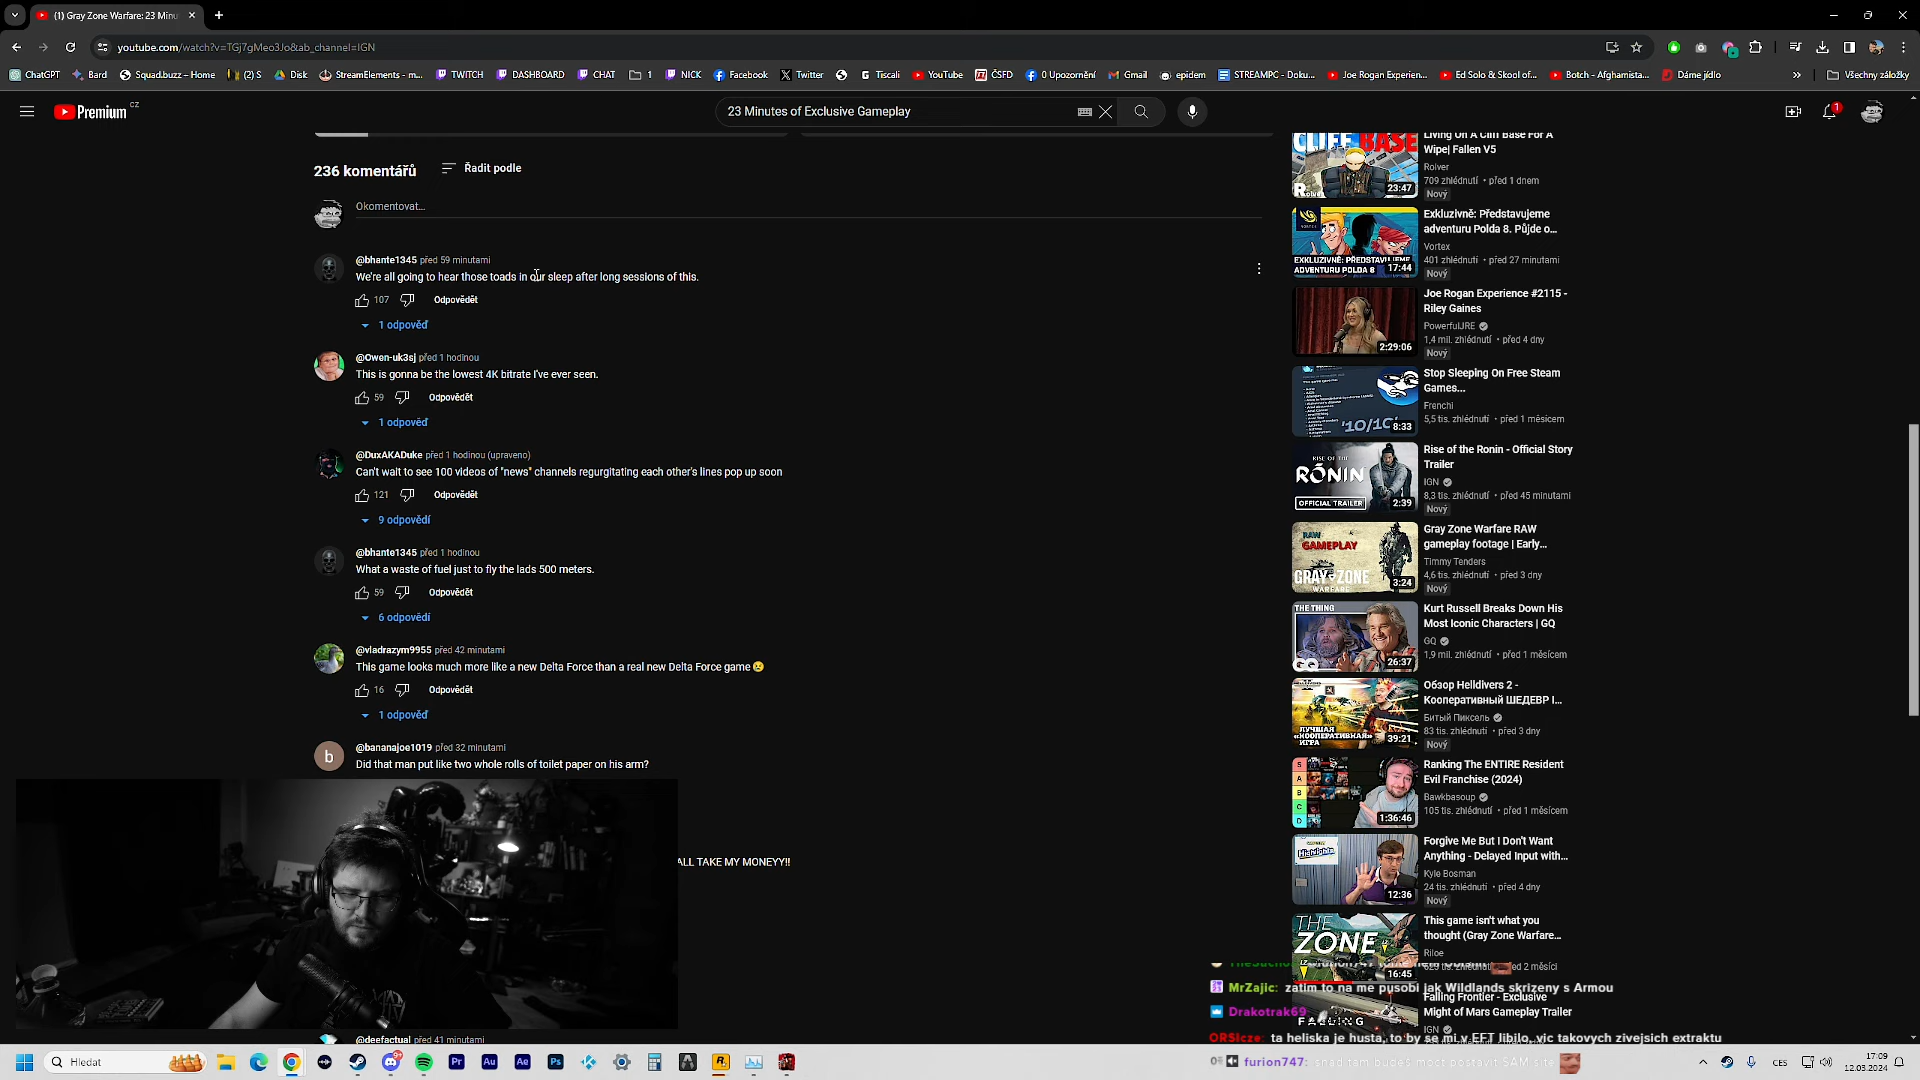 (1) Gray Zone Warfare: 23 Minu
youtube.com/watch?v=TGj7gMeo3Jo&ab_channel=IGN
ChatGPT
Bard
Squad.buzz – Home
(2) S
Disk
StreamElements - m...
TWITCH
DASHBOARD
CHAT
1
NICK
Facebook
Twitter
Tiscali
YouTube
ČSFD
0 Upozornění
Gmail
epidem
STREAMPC - Doku...
Joe Rogan Experien...
Ed Solo & Skool of...
Botch - Afghamista...
Dáme jídlo
Všechny záložky
Premium CZ
23 Minutes of Exclusive Gameplay
1
236 komentářů
Řadit podle
Okomentovat...
@bhante1345 před 59 minutami
We're all going to hear those toads in our sleep after long sessions of this.
107
Odpovědět
1 odpověď
@Owen-uk3sj před 1 hodinou
This is gonna be the lowest 4K bitrate I've ever seen.
59
Odpovědět
1 odpověď
@DuxAKADuke před 1 hodinou (upraveno)
Can't wait to see 100 videos of "news" channels regurgitating each other's lines pop up soon
121
Odpovědět
9 odpovědí
@bhante1345 před 1 hodinou
What a waste of fuel just to fly the lads 500 meters.
59
Odpovědět
6 odpovědí
@vladrazym9955 před 42 minutami
This game looks much more like a new Delta Force than a real new Delta Force game 😢
16
Odpovědět
1 odpověď
b
@bananajoe1019 před 32 minutami
Did that man put like two whole rolls of toilet paper on his arm?
ALL TAKE MY MONEYY!!
@deefactual před 41 minutami
CLIFF BASE
23:47
Living On A Cliff Base For A
Wipe| Fallen V5
Rolver
709 zhlédnutí • před 1 dnem
Nový
VORTEX
EXKLUZIVNĚ: PŘEDSTAVUJEME
ADVENTURU POLDA 8
17:44
Exkluzivně: Představujeme
adventuru Polda 8. Půjde o...
Vortex
401 zhlédnutí • před 27 minutami
Nový
2:29:06
Joe Rogan Experience #2115 -
Riley Gaines
PowerfulJRE
1,4 mil. zhlédnutí • před 4 dny
Nový
'10/10'
8:33
Stop Sleeping On Free Steam
Games...
Frenchi
5,5 tis. zhlédnutí • před 1 měsícem
RISE OF THE
RŌNIN
OFFICIAL TRAILER
2:39
Rise of the Ronin - Official Story
Trailer
IGN
8,3 tis. zhlédnutí • před 45 minutami
Nový
RAW
GAMEPLAY
GRAY ZONE
WARFARE
3:24
Gray Zone Warfare RAW
gameplay footage | Early...
Timmy Tenders
4,6 tis. zhlédnutí • před 3 dny
Nový
THE THING
GQ
26:37
Kurt Russell Breaks Down His
Most Iconic Characters | GQ
GQ
1,9 mil. zhlédnutí • před 1 měsícem
ЛУЧШАЯ
«КООПЕРАТИВНАЯ»
ИГРА
39:21
Обзор Helldivers 2 -
Кооперативный ШЕДЕВР I...
Битый Пиксель
83 tis. zhlédnutí • před 3 dny
Nový
S
A
B
C
D
1:36:46
Ranking The ENTIRE Resident
Evil Franchise (2024)
Bawkbasoup
105 tis. zhlédnutí • před 1 měsícem
Highlights
12:36
Forgive Me But I Don't Want
Anything - Delayed Input with...
Kyle Bosman
24 tis. zhlédnutí • před 4 dny
Nový
THE
ZONE
LZ
16:45
This game isn't what you
thought (Gray Zone Warfare...
Riloe
FALLING
Falling Frontier - Exclusive
Might of Mars Gameplay Trailer
IGN
MrZajic: zatim to na me pusobi jak Wildlands skrizeny s Armou
Drakotrak69
ORSIcze: ta heliska je husta, to by se mi v EFT libilo, vic takovych zivejsich extraktu
furion747: snad tam budes moct postavit SAM site
Hledat
CES
17:09
12.03.2024